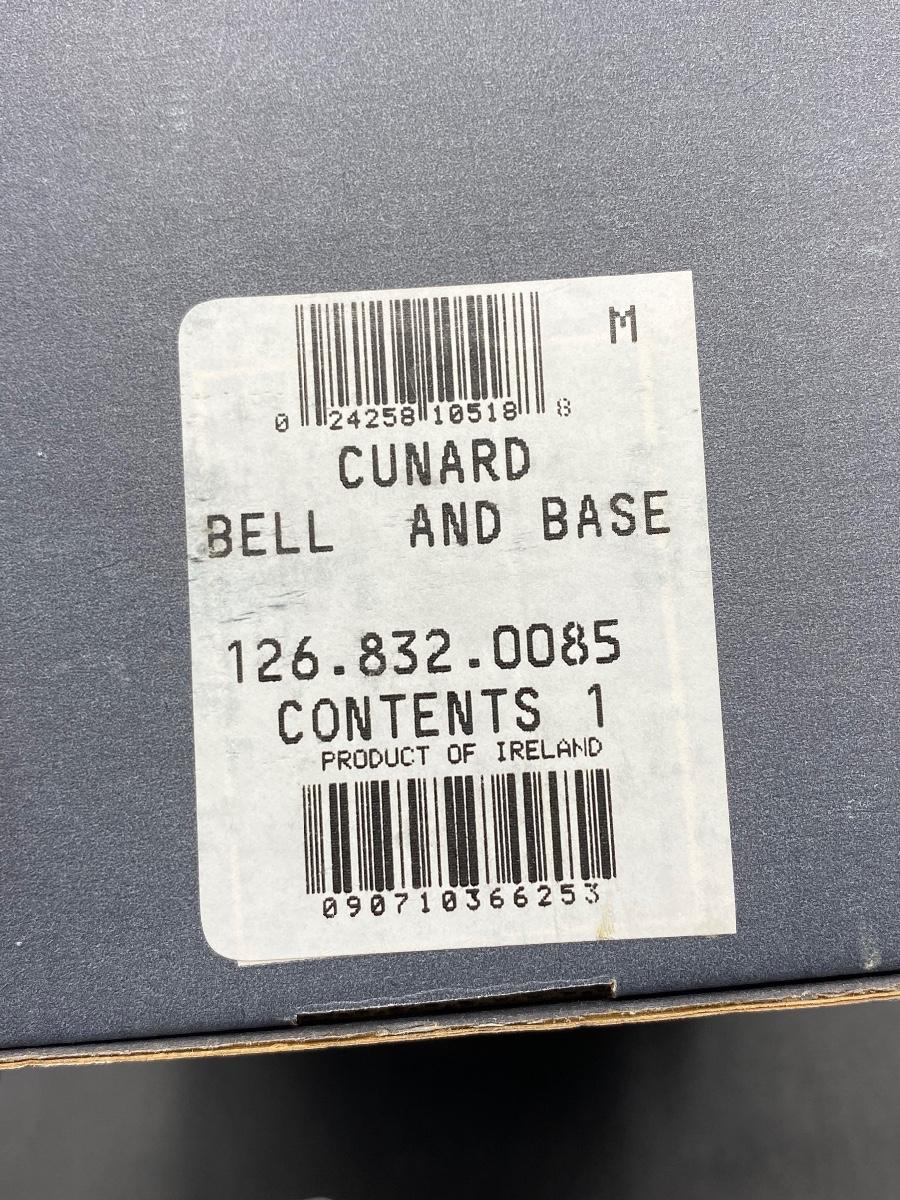 M
0 24258 10518 8
CUNARD
BELL AND BASE
126.832.0085
CONTENTS 1
PRODUCT OF IRELAND
090710366253